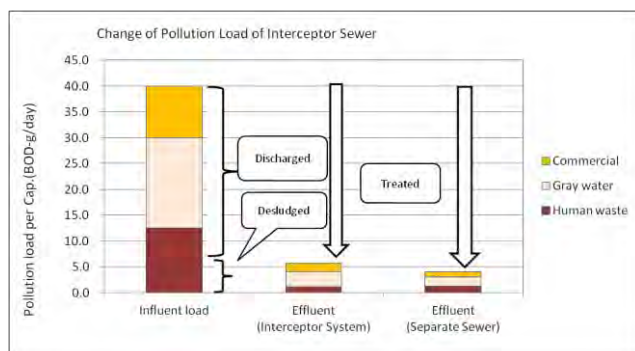 Change of Pollution Load of Interceptor Sewer
Pollution load per Cap.(BOD-g/day)
45.0
40.0
35.0
30.0
25.0
20.0
15.0
10.0
5.0
0.0
Discharged
Desludged
Treated
Commercial
Gray water
Human waste
Influent load
Effluent
(Interceptor System)
Effluent
(Separate Sewer)